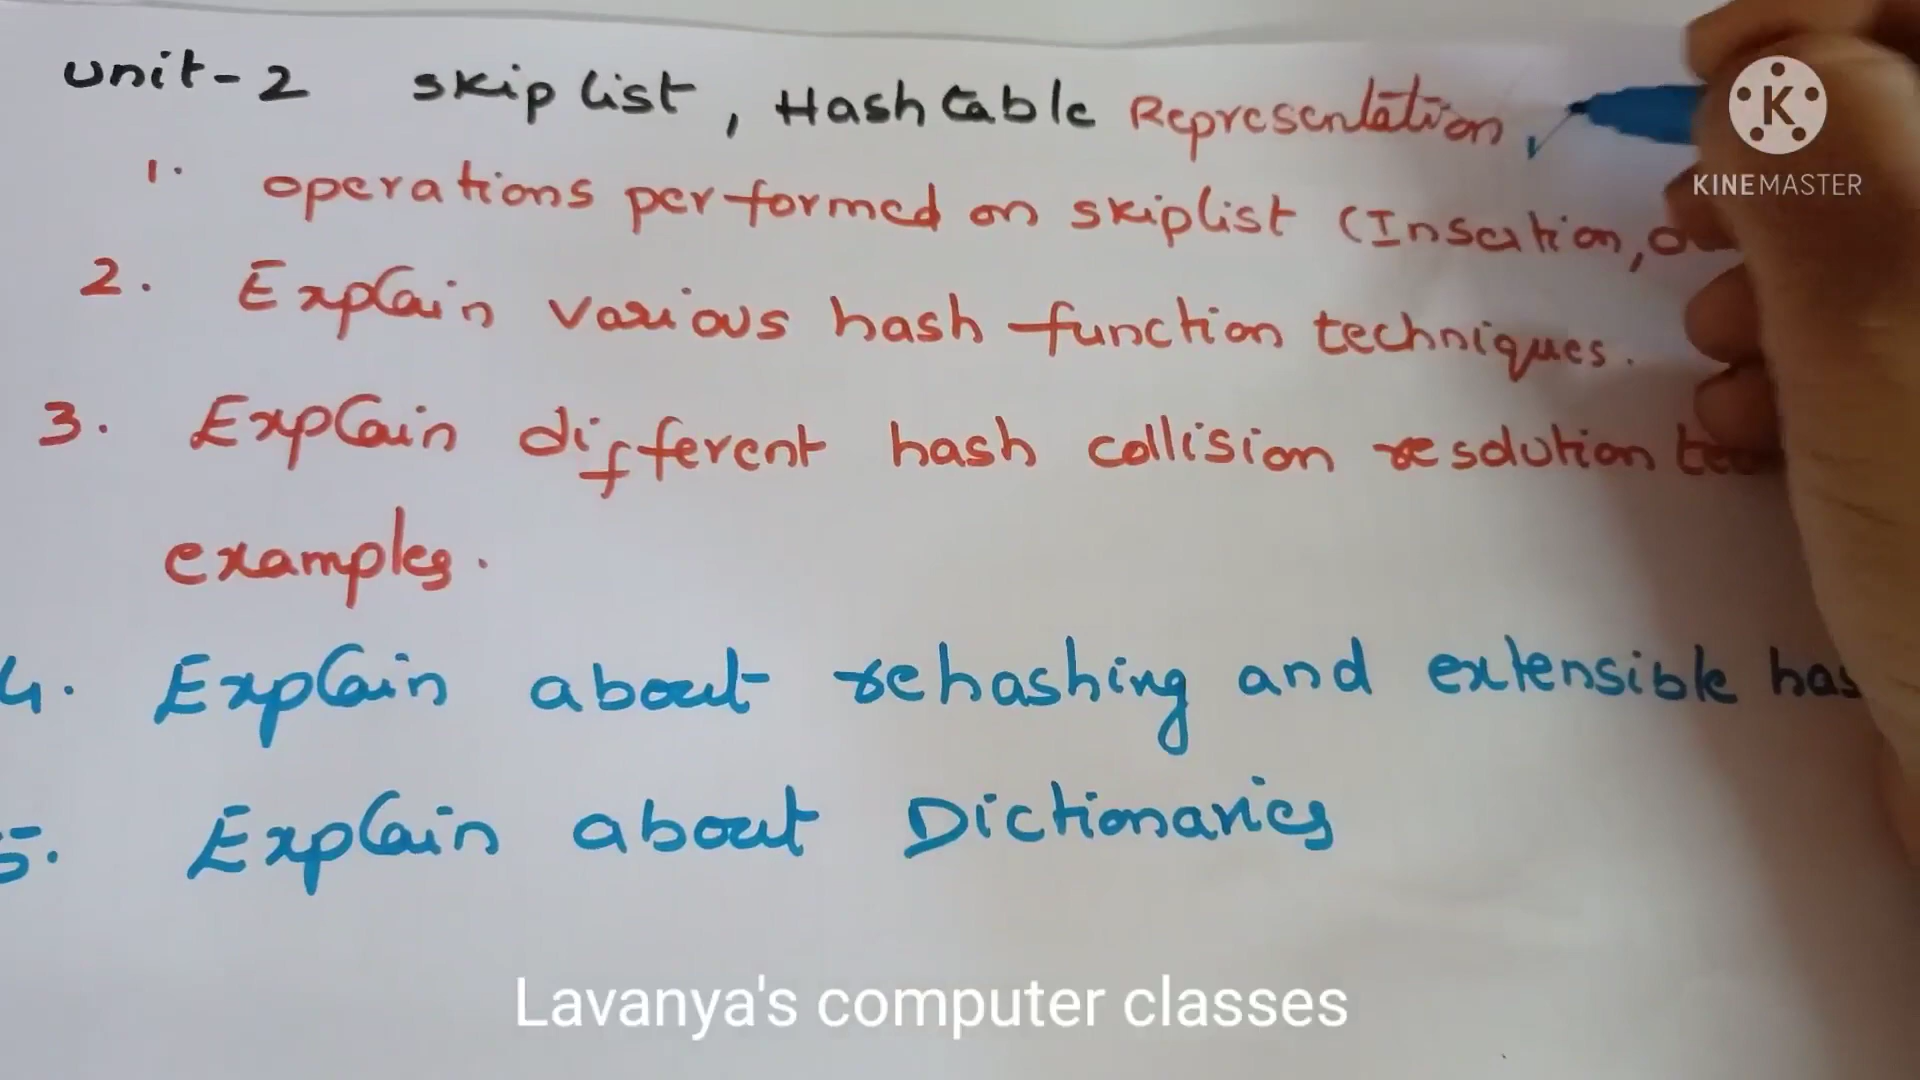 unit-2 skip list, Hash table Representation
1. operations performed on skiplist (Insertion,
2. Explain various hash function techniques.
3. Explain different hash collision resolution
examples.
4. Explain about rehashing and extensible has
5. Explain about Dictionaries
K
KINEMASTER
Lavanya's computer classes